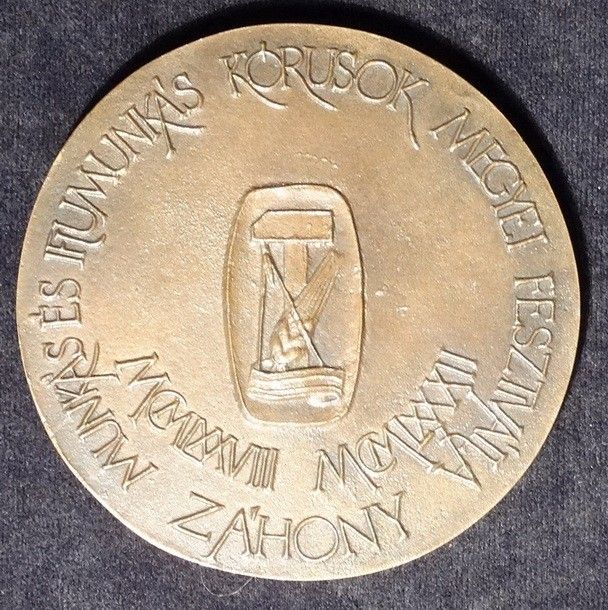 MUNKÁS ÉS IFJUMUNKÁS KÓRUSOK MEGYEI FESZTIVÁLJA
ZÁHONY
MCMLXXVIII MCMLXXXII